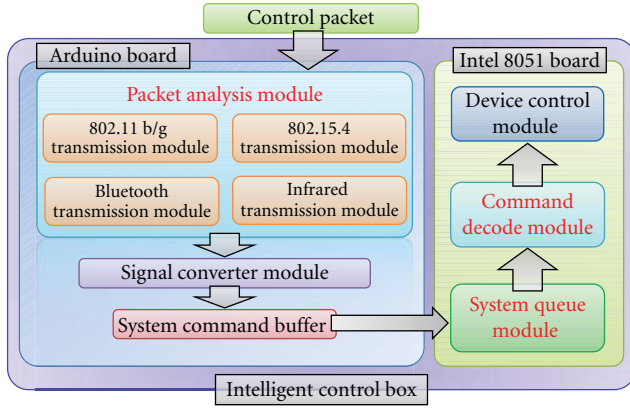 Control packet
Arduino board
Packet analysis module
802.11 b/g
transmission module
802.15.4
transmission module
Bluetooth
transmission module
Infrared
transmission module
Signal converter module
System command buffer
Intel 8051 board
Device control
module
Command
decode module
System queue
module
Intelligent control box